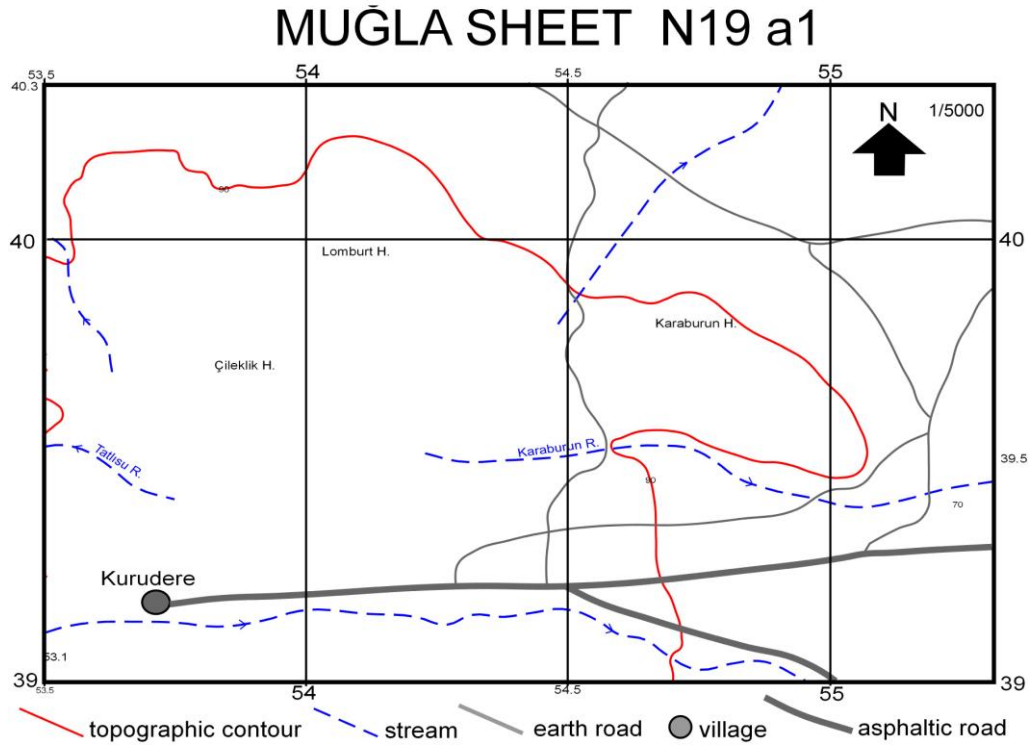 MUĞLA SHEET N19 a1
53.5 54 54.5 55
40.3
N 1/5000
90
40 40
Lomburt H.
Karaburun H.
Çileklik H.
Karaburun R.
Tatlısu R.
39.5
90
70
Kurudere
53.1
39 39
53.5 54 54.5 55
topographic contour stream earth road village asphaltic road